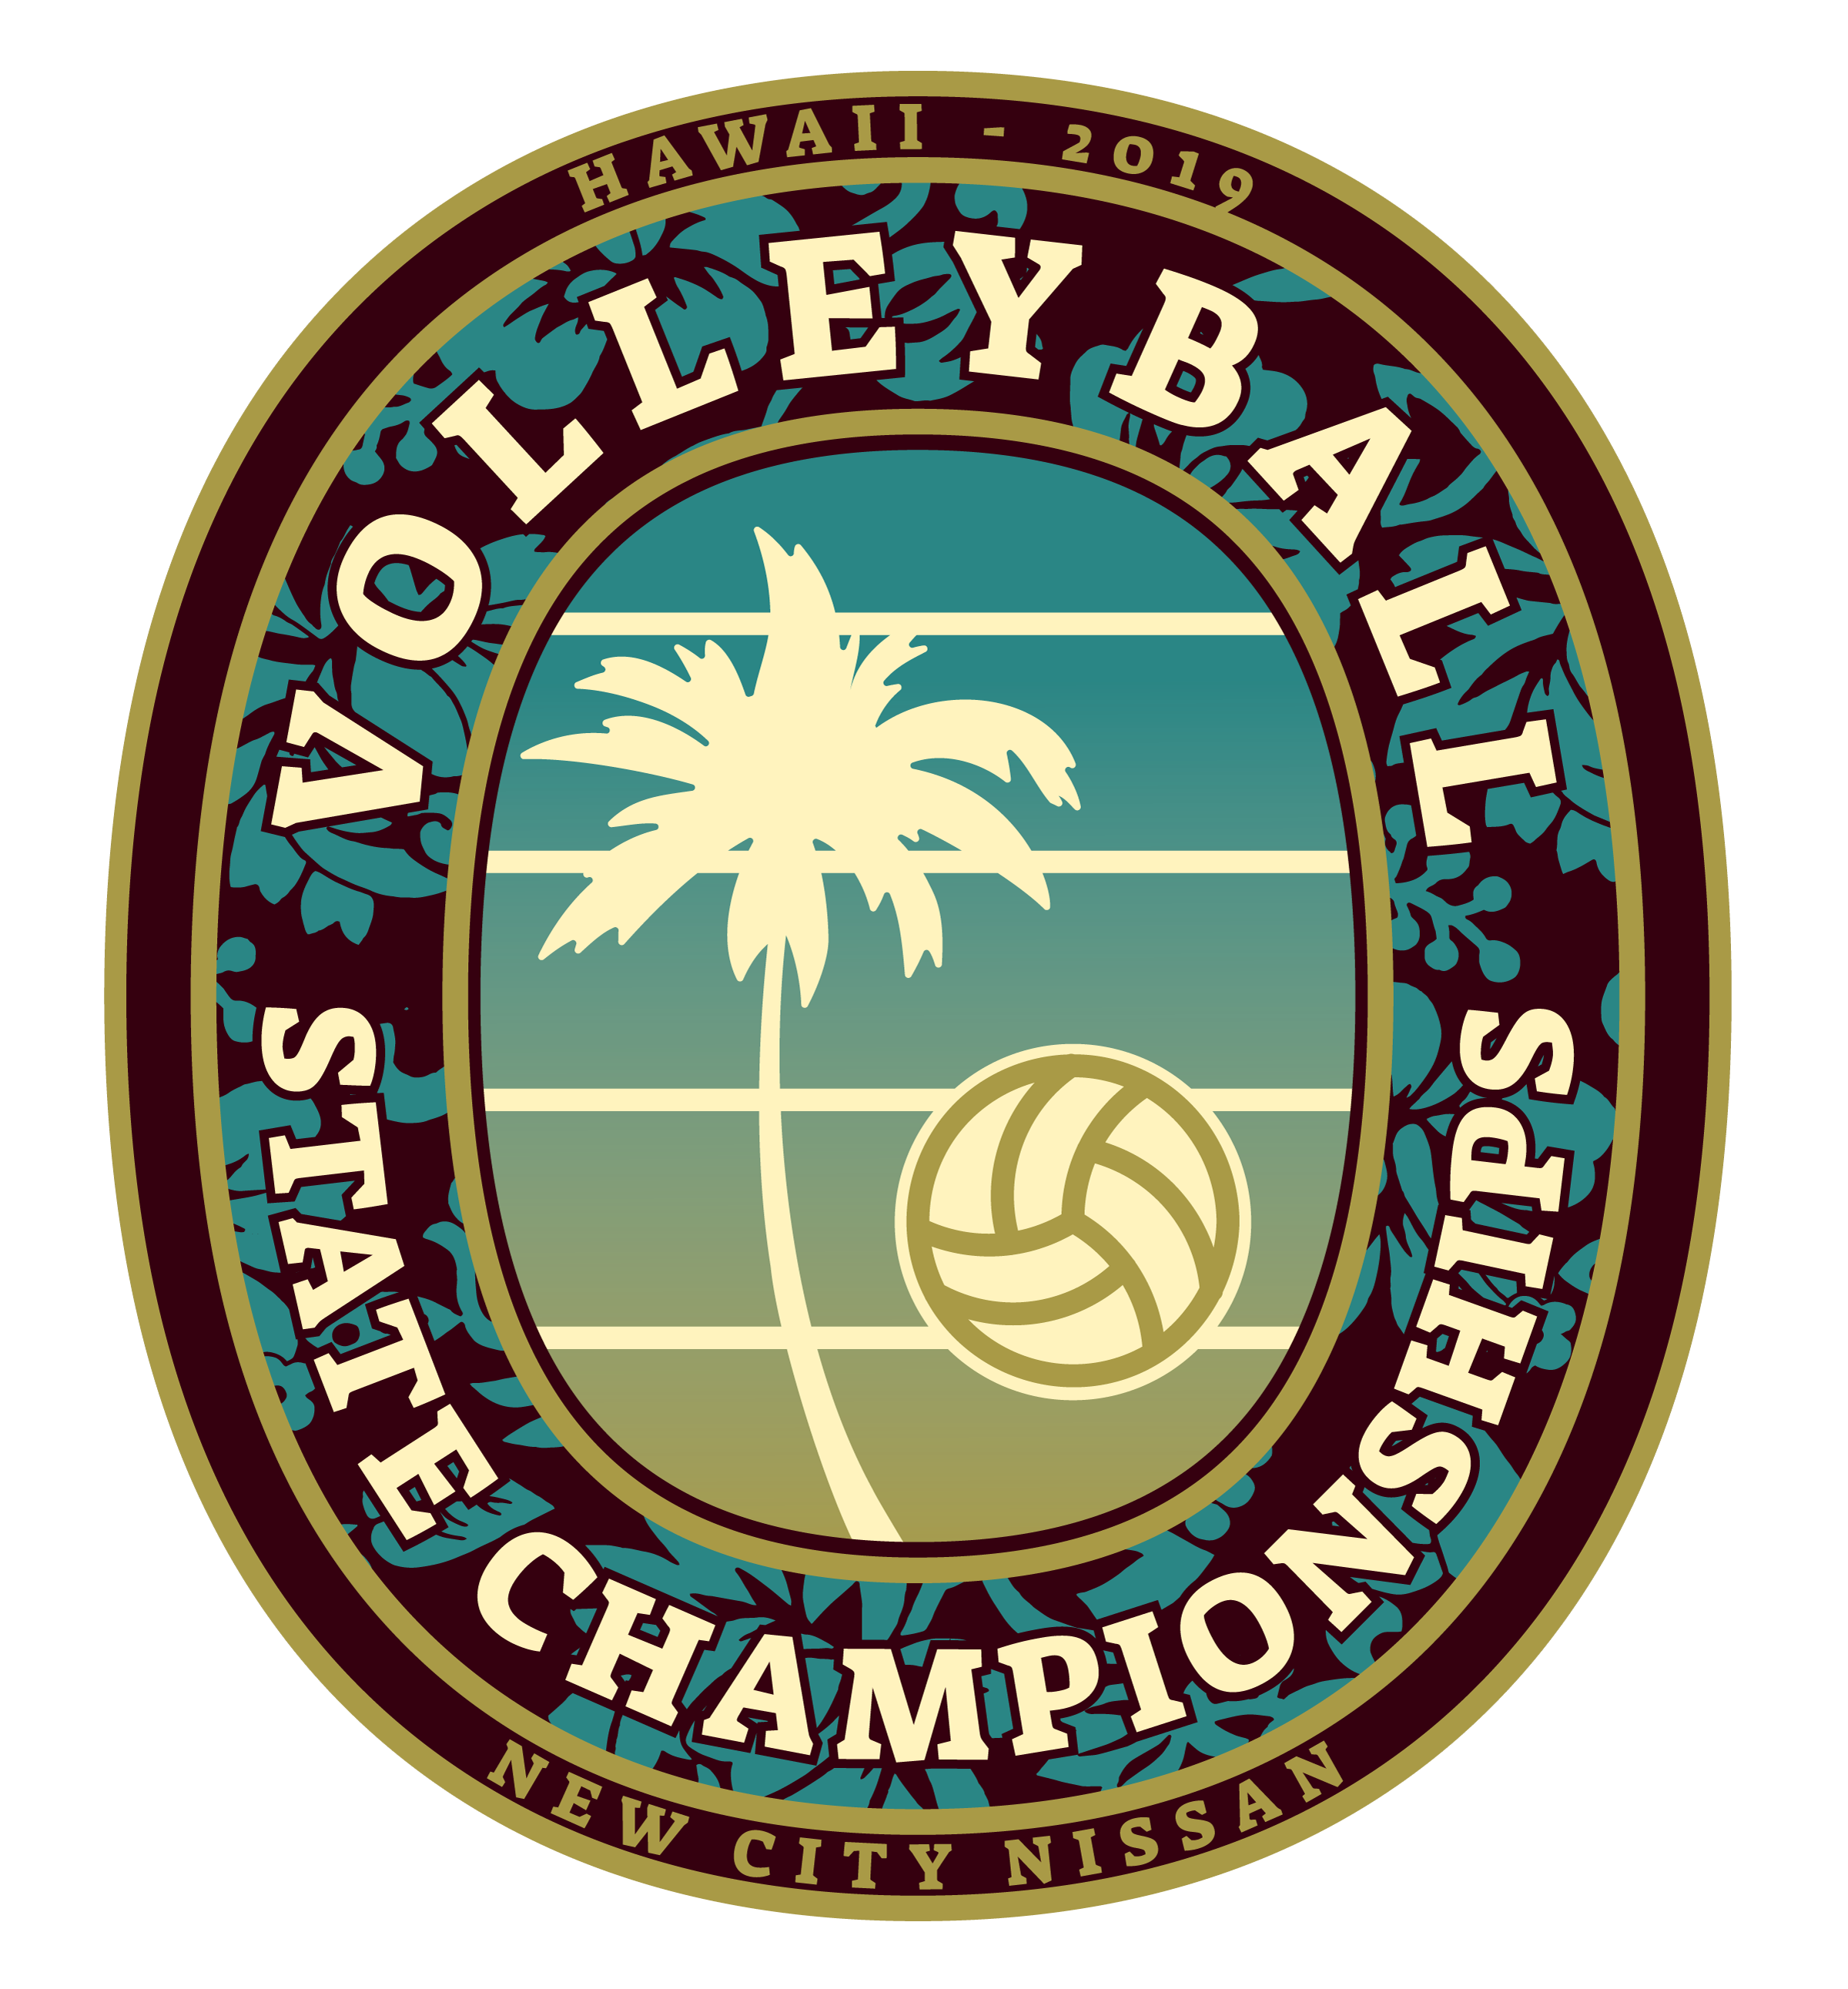 HAWAII - 2019
VOLLEYBALL
STATE CHAMPIONSHIPS
NEW CITY NISSAN